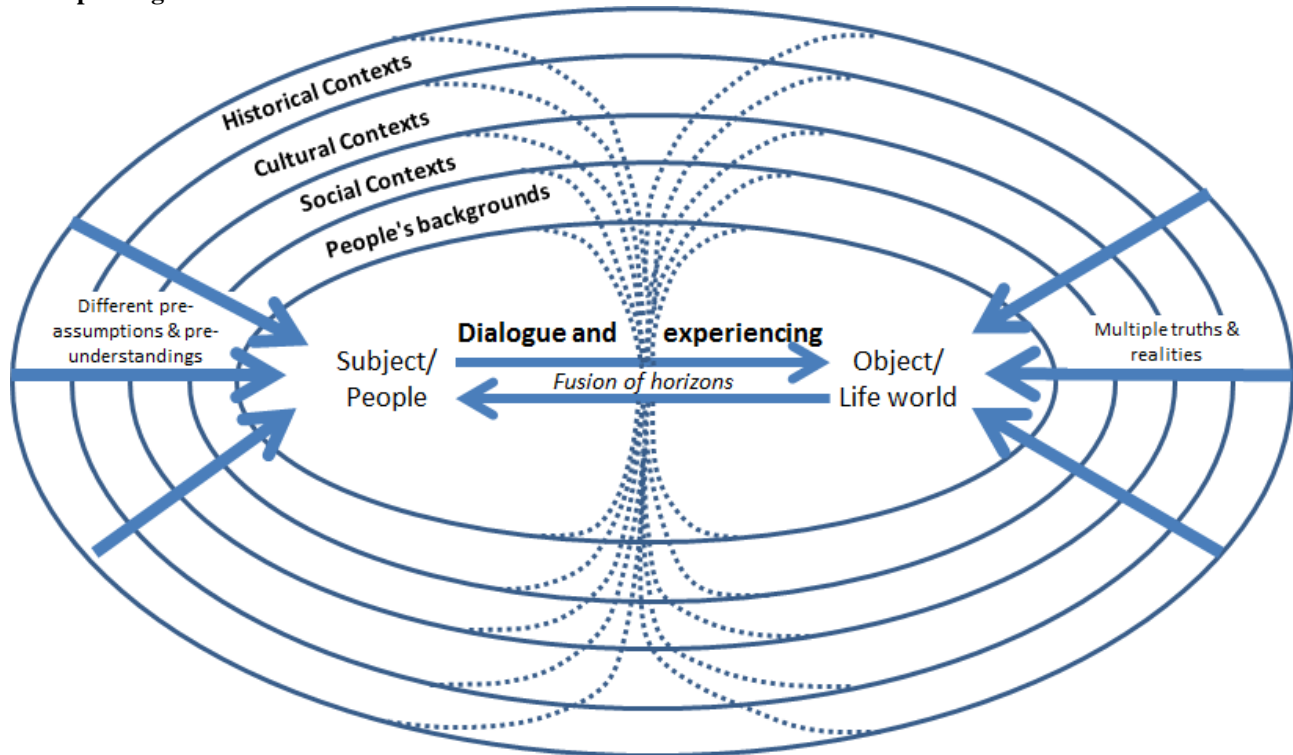 Historical Contexts
Cultural Contexts
Social Contexts
People's backgrounds
Different pre-
assumptions & pre-
understandings
Subject/
People
Dialogue and experiencing
Fusion of horizons
Object/
Life world
Multiple truths &
realities